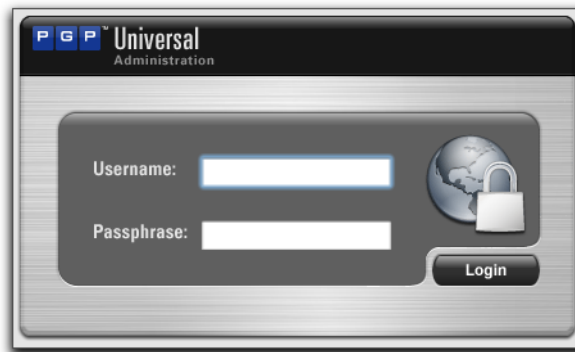 PGP™ Universal
Administration
Username:
Passphrase:
Login